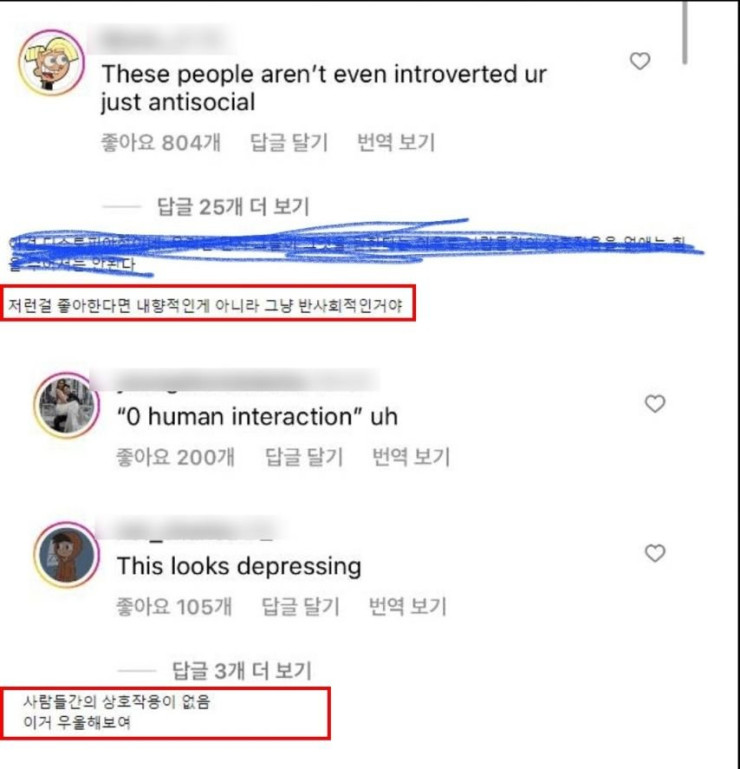 These people aren't even introverted ur
just antisocial
좋아요 804개 답글 달기 번역 보기
답글 25개 더 보기
안된다
저런걸 좋아한다면 내향적인게 아니라 그냥 반사회적인거야
“0 human interaction” uh
좋아요 200개 답글 달기 번역 보기
This looks depressing
좋아요 105개 답글 달기 번역 보기
답글 3개 더 보기
사람들간의 상호작용이 없음
이거 우울해보여